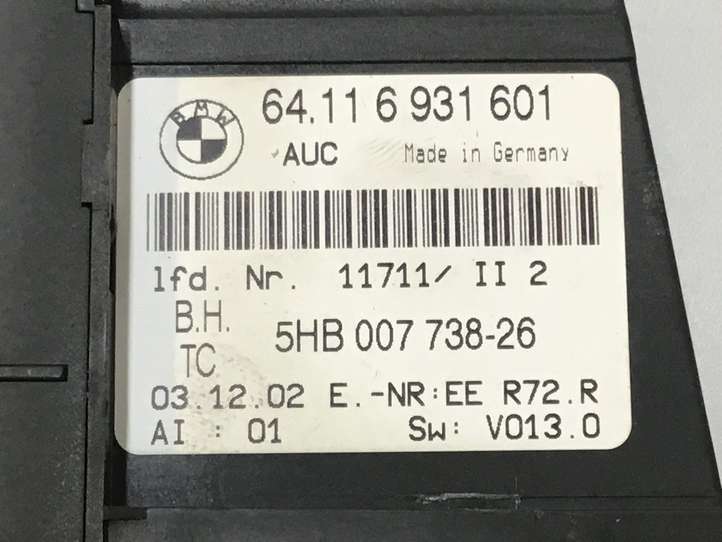 BMW
64.11 6 931 601
AUC Made in Germany
lfd. Nr. 11711/ II 2
B.H.
5HB 007 738-26
TC
03.12.02 E.-NR:EE R72.R
AI : 01 Sw: V013.0